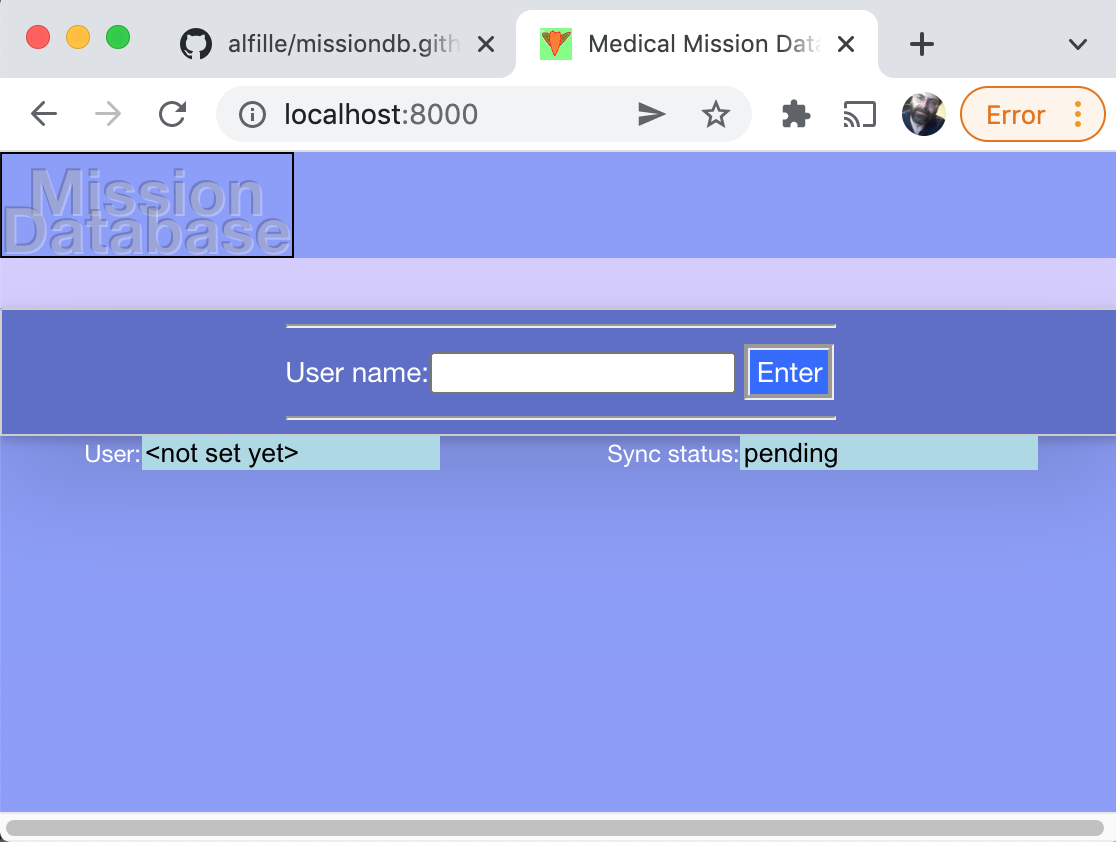 alfille/missiondb.gith
Medical Mission Data
localhost:8000
Error
Mission
Database
User name:
Enter
User: <not set yet>
Sync status: pending